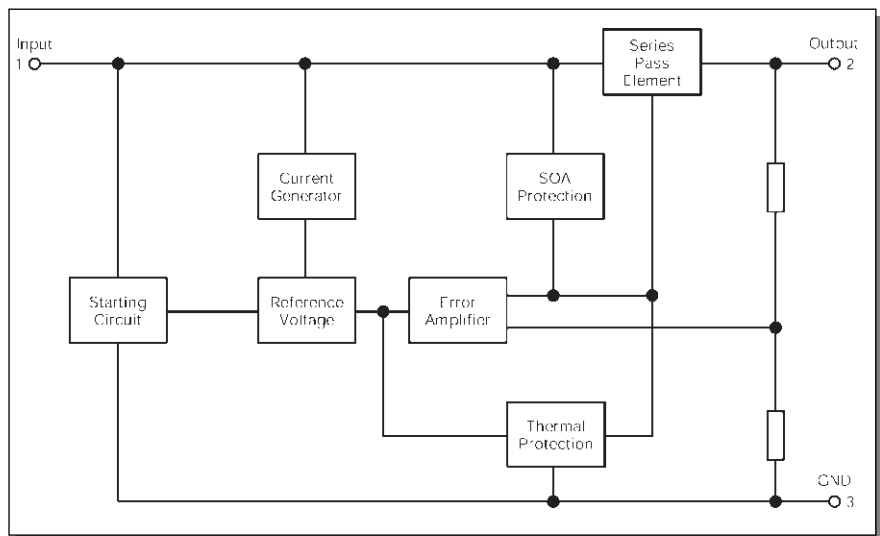 Input
1
Series
Pass
Element
Output
2
Current
Generator
SOA
Protection
Starting
Circuit
Reference
Voltage
Error
Amplifier
Thermal
Protection
GND
3